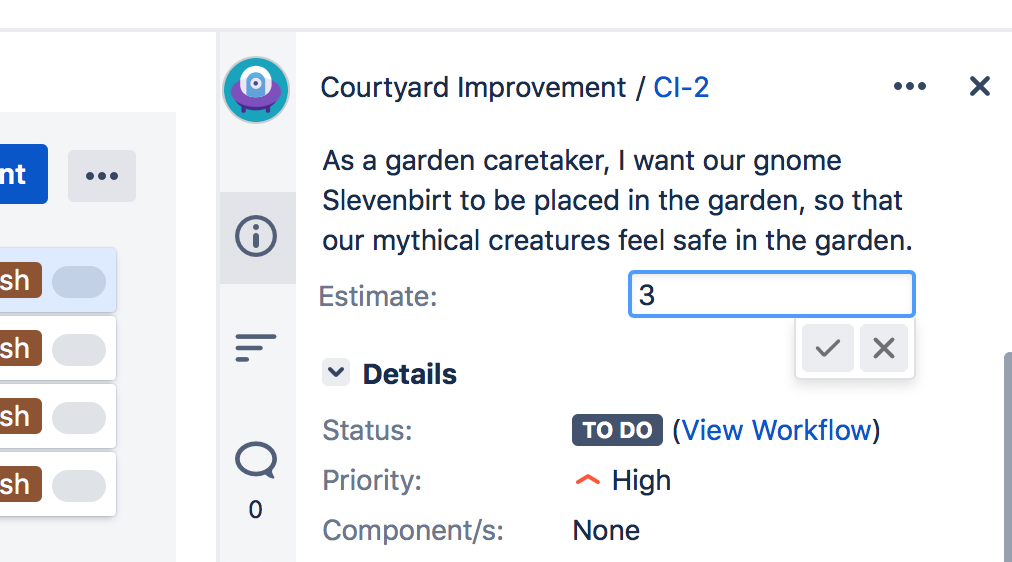 Courtyard Improvement / CI-2
nt
As a garden caretaker, I want our gnome
Slevenbirt to be placed in the garden, so that
our mythical creatures feel safe in the garden.
sh
Estimate: 3
sh
Details
sh
Status: TO DO (View Workflow)
sh
Priority: High
0
Component/s: None